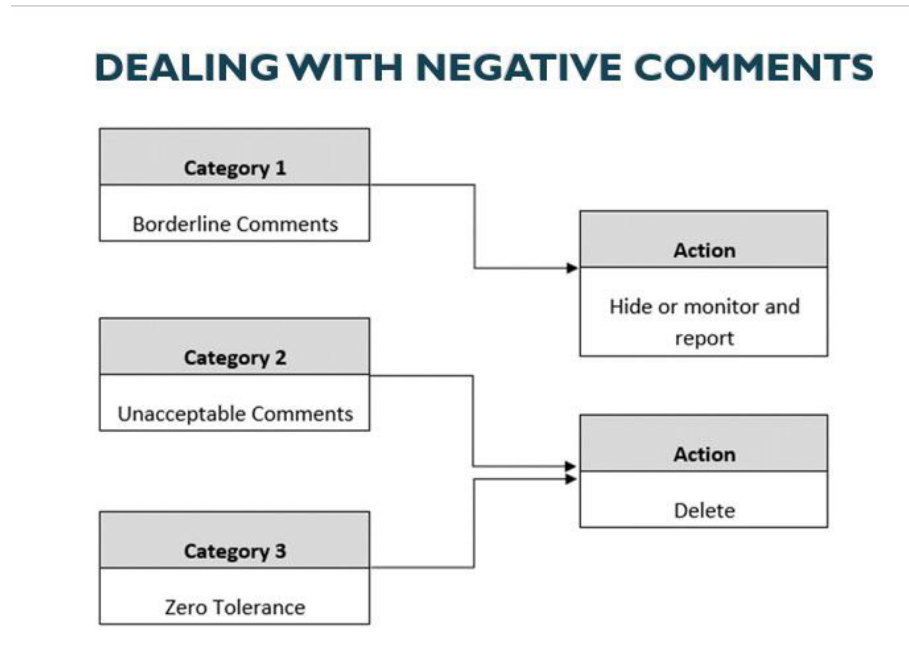 DEALING WITH NEGATIVE COMMENTS
Category 1
Borderline Comments
Action
Hide or monitor and
report
Category 2
Unacceptable Comments
Action
Delete
Category 3
Zero Tolerance